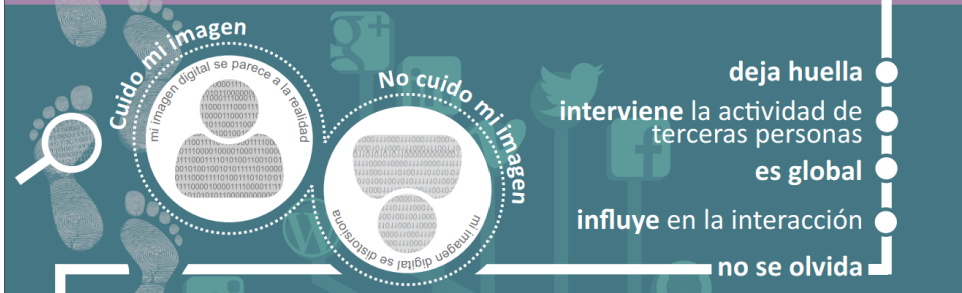 Cuido mi imagen
mi imagen digital se parece a la realidad
No cuido mi imagen
mi imagen digital se distorsiona
deja huella
interviene la actividad de
terceras personas
es global
influye en la interacción
no se olvida